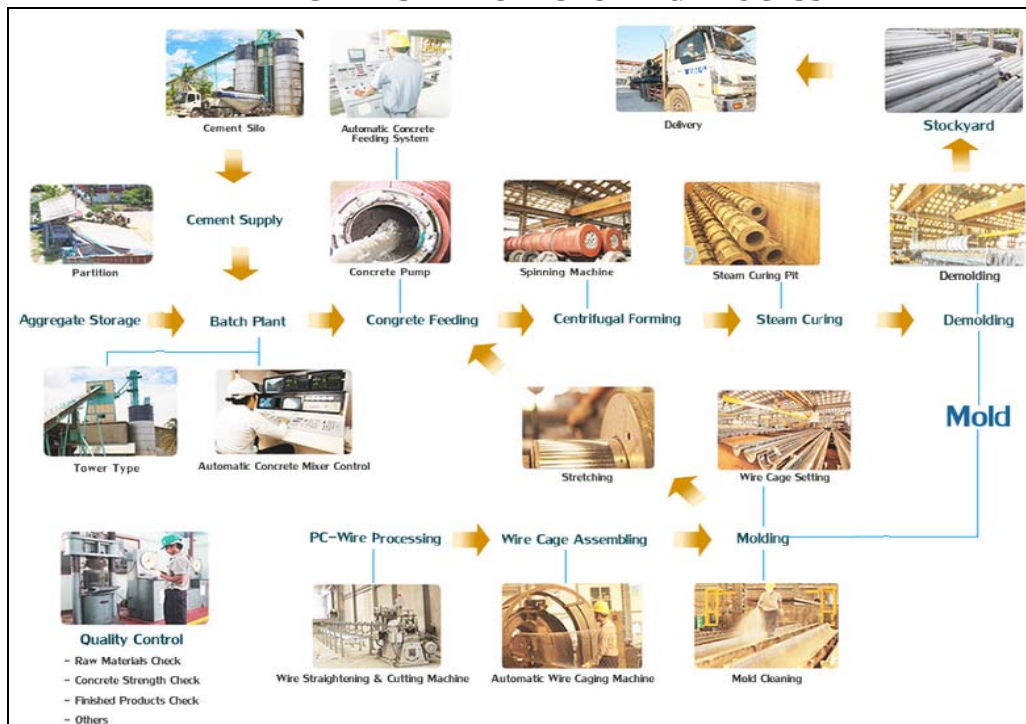 Cement Silo
Automatic Concrete
Feeding System
Delivery
Stockyard
Cement Supply
Partition
Concrete Pump
Spinning Machine
Steam Curing Pit
Demolding
Aggregate Storage
Batch Plant
Congrete Feeding
Centrifugal Forming
Steam Curing
Demolding
Mold
Tower Type
Automatic Concrete Mixer Control
Stretching
Wire Cage Setting
PC-Wire Processing
Wire Cage Assembling
Molding
Quality Control
- Raw Materials Check
- Concrete Strength Check
- Finished Products Check
- Others
Wire Straightening & Cutting Machine
Automatic Wire Caging Machine
Mold Cleaning